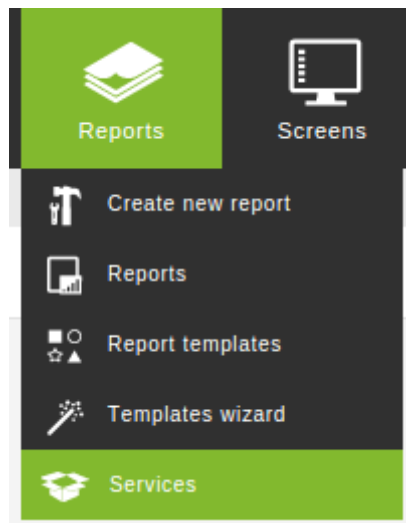 Reports
Screens
Create new report
Reports
Report templates
Templates wizard
Services